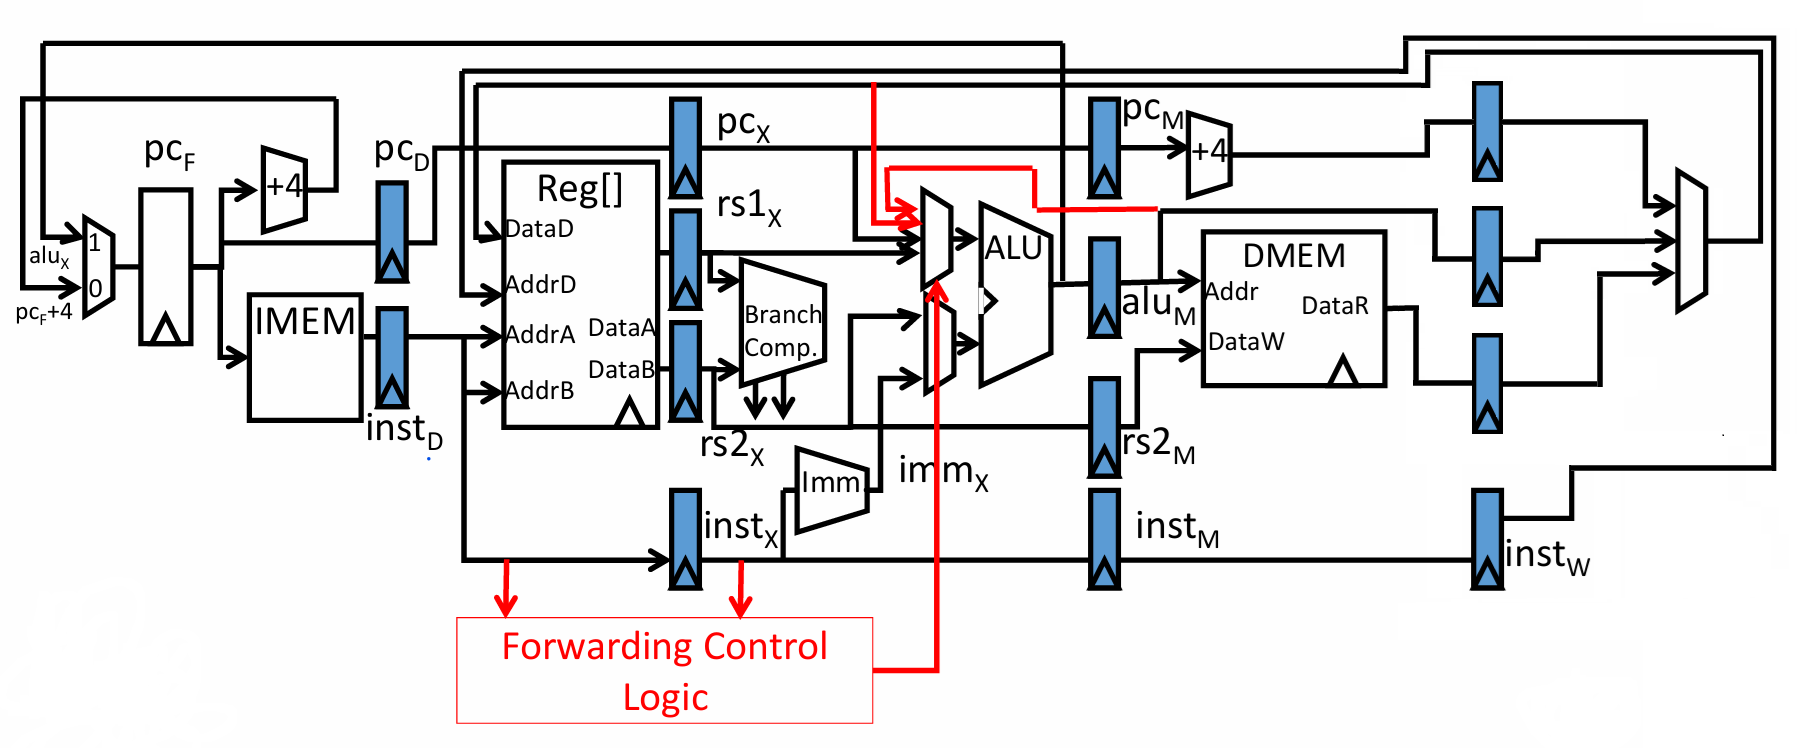 pcF
+4
pcD
pcX
pcM
+4
Reg[]
rs1X
DataD
AddrD
AddrA
DataA
DataB
AddrB
1
aluX
0
pcF+4
IMEM
instD
Branch
Comp.
ALU
aluM
DMEM
Addr
DataR
DataW
rs2X
rs2M
Imm
immX
instX
instM
instW
Forwarding Control
Logic